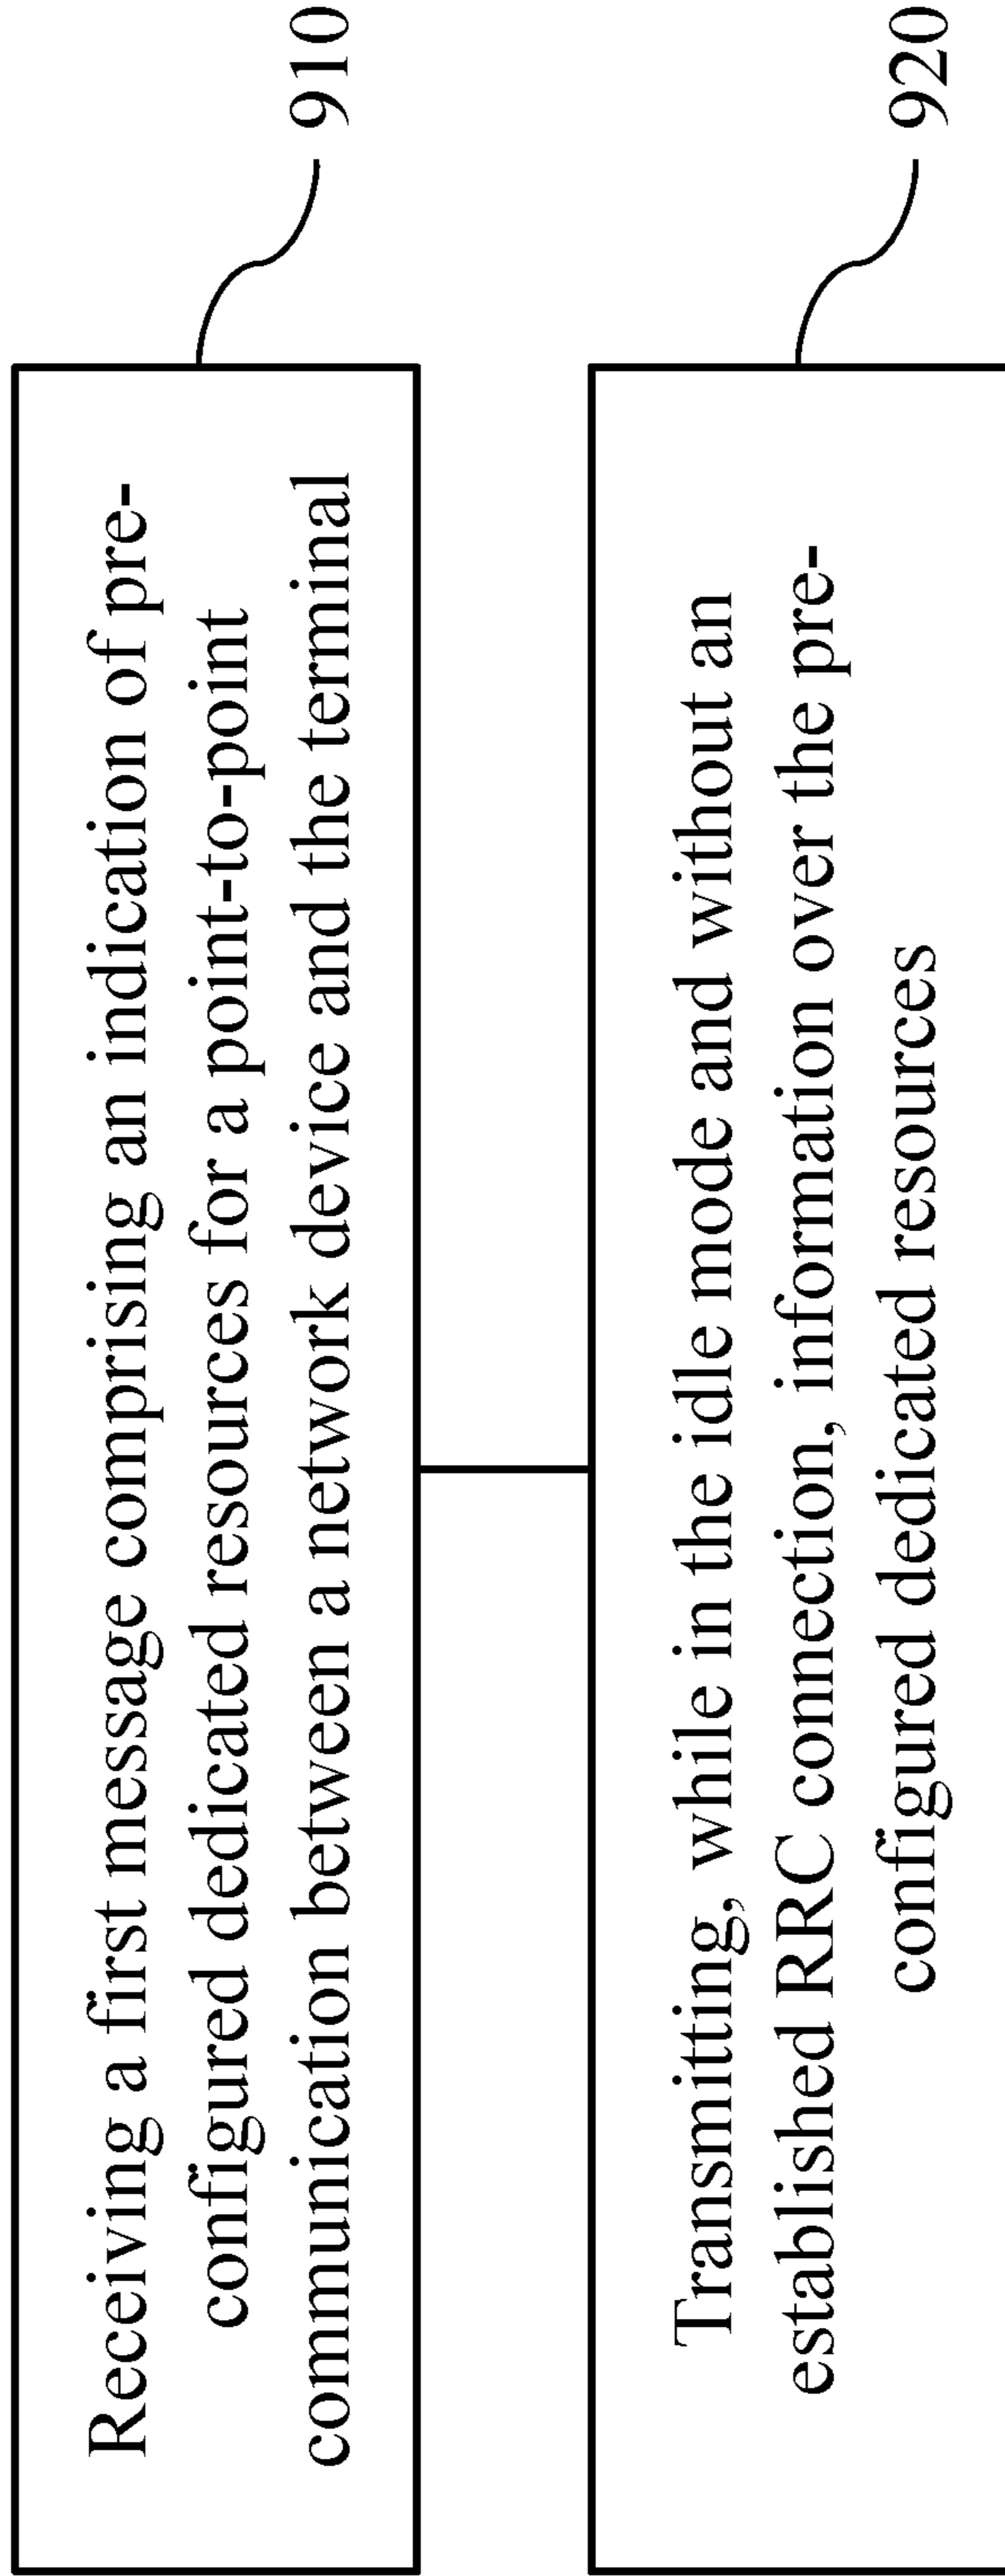 Receiving a first message comprising an indication of pre-
configured dedicated resources for a point-to-point
communication between a network device and the terminal
910
Transmitting, while in the idle mode and without an
established RRC connection, information over the pre-
configured dedicated resources
920